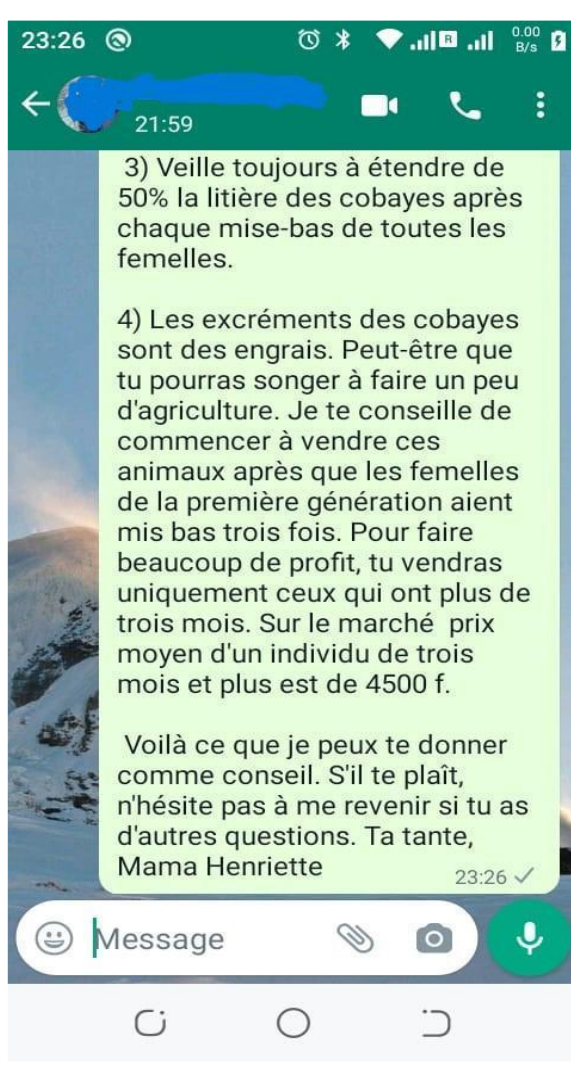 23:26 0.00
R B/s
21:59
3) Veille toujours à étendre de
50% la litière des cobayes après
chaque mise-bas de toutes les
femelles.
4) Les excréments des cobayes
sont des engrais. Peut-être que
tu pourras songer à faire un peu
d'agriculture. Je te conseille de
commencer à vendre ces
animaux après que les femelles
de la première génération aient
mis bas trois fois. Pour faire
beaucoup de profit, tu vendras
uniquement ceux qui ont plus de
trois mois. Sur le marché prix
moyen d'un individu de trois
mois et plus est de 4500 f.
Voilà ce que je peux te donner
comme conseil. S'il te plaît,
n'hésite pas à me revenir si tu as
d'autres questions. Ta tante,
Mama Henriette
23:26
Message